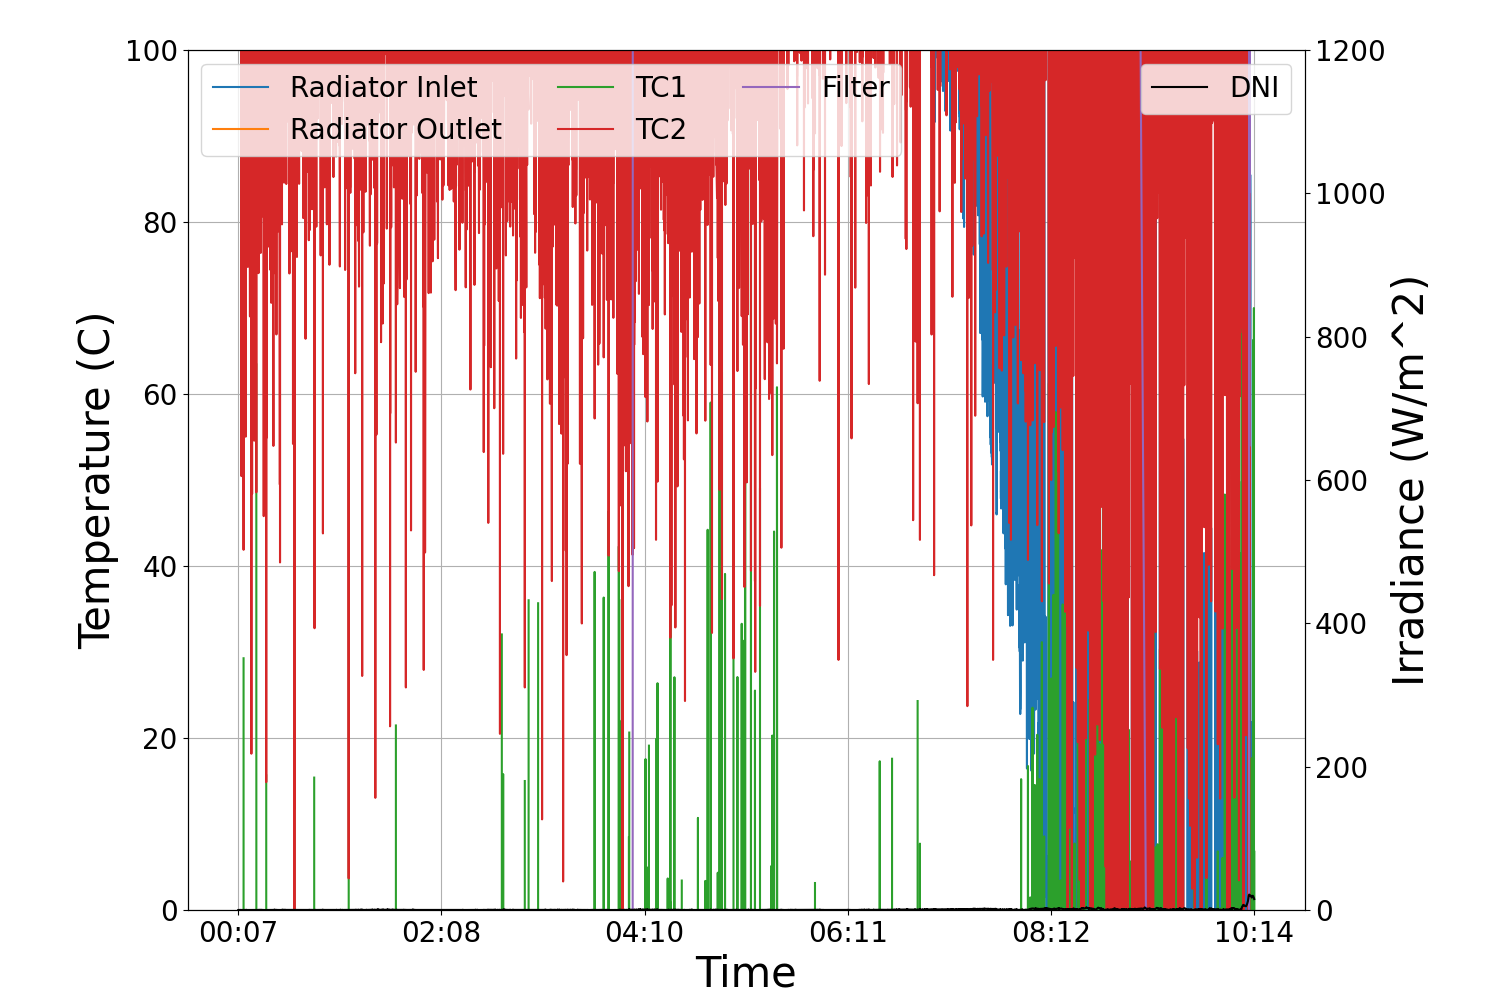 100
80
60
40
20
0
Temperature (C)
Radiator Inlet
Radiator Outlet
TC1
TC2
Filter
DNI
1200
1000
800
600
400
200
0
Irradiance (W/m^2)
00:07
02:08
04:10
06:11
08:12
10:14
Time